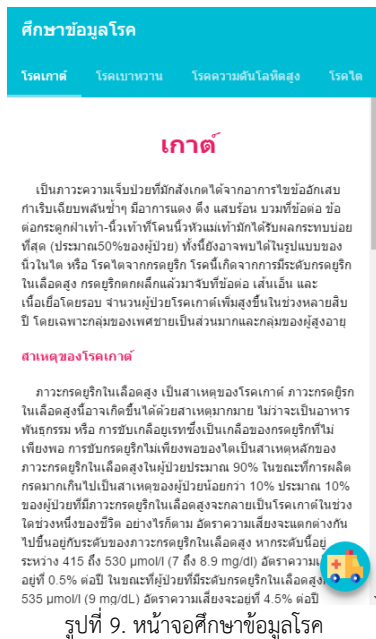 ศึกษาข้อมูลโรค
โรคเกาต์ โรคเบาหวาน โรคความดันโลหิตสูง โรคไต
เกาต์
เป็นภาวะความเจ็บป่วยที่มักสังเกตได้จากอาการไขข้ออักเสบ
กำเริบเฉียบพลันซ้ำๆ มีอาการแดง ตึง แสบร้อน บวมที่ข้อต่อ ข้อ
ต่อกระดูกฝ่าเท้า-นิ้วเท้าที่โคนนิ้วหัวแม่เท้ามักได้รับผลกระทบบ่อย
ที่สุด (ประมาณ50%ของผู้ป่วย) ทั้งนี้ยังอาจพบได้ในรูปแบบของ
นิ่วในไต หรือ โรคไตจากกรดยูริก โรคนี้เกิดจากการมีระดับกรดยูริก
ในเลือดสูง กรดยูริกตกผลึกแล้วมาจับที่ข้อต่อ เส้นเอ็น และ
เนื้อเยื่อโดยรอบ จำนวนผู้ป่วยโรคเกาต์เพิ่มสูงขึ้นในช่วงหลายสิบ
ปี โดยเฉพาะกลุ่มของเพศชายเป็นส่วนมากและกลุ่มของผู้สูงอายุ
สาเหตุของโรคเกาต์
ภาวะกรดยูริกในเลือดสูง เป็นสาเหตุของโรคเกาต์ ภาวะกรดยูิรก
ในเลือดสูงนี้อาจเกิดขึ้นได้ด้วยสาเหตุมากมาย ไม่ว่าจะเป็นอาหาร
พันธุกรรม หรือ การขับเกลือยูเรทซึ่งเป็นเกลือของกรดยูริกที่ไม่
เพียงพอ การขับกรดยูริกไม่เพียงพอของไตเป็นสาเหตุหลักของ
ภาวะกรดยูริกในเลือดสูงในผู้ป่วยประมาณ 90% ในขณะที่การผลิต
กรดมากเกินไปเป็นสาเหตุของผู้ป่วยน้อยกว่า 10% ประมาณ 10%
ของผู้ป่วยที่มีภาวะกรดยูริกในเลือดสูงจะกลายเป็นโรคเกาต์ในช่วง
ใดช่วงหนึ่งของชีวิต อย่างไรก็ตาม อัตราความเสี่ยงจะแตกต่างกัน
ไปขึ้นอยู่กับระดับของภาวะกรดยูริกในเลือดสูง หากระดับนี้อยู่
ระหว่าง 415 ถึง 530 μmol/l (7 ถึง 8.9 mg/dl) อัตราความ
อยู่ที่ 0.5% ต่อปี ในขณะที่ผู้ป่วยที่มีระดับกรดยูริกในเลือดสูง
535 μmol/l (9 mg/dL) อัตราความเสี่ยงจะอยู่ที่ 4.5% ต่อปี
รูปที่ 9. หน้าจอศึกษาข้อมูลโรค